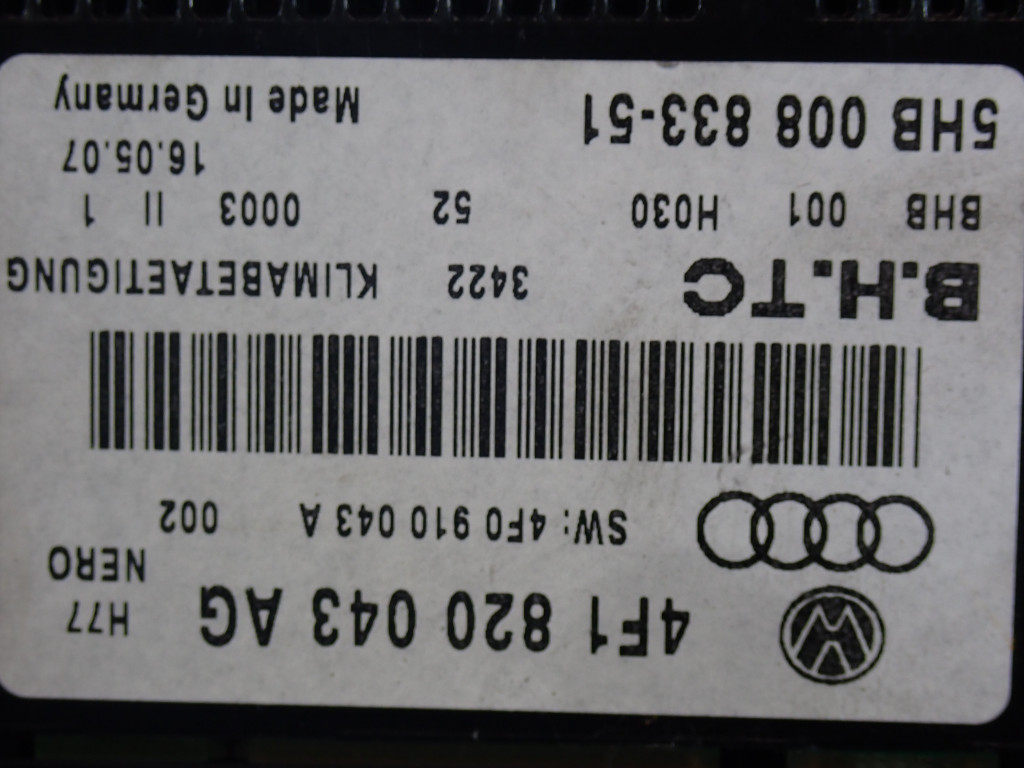 4F1 820 043 AG H77
NERO
SW: 4F0 910 043 A 002
B.H.TC 3422 KLIMABETAETIGUNG
BHB 001 H030 52 0003 II 1
16.05.07
5HB 008 833-51 Made In Germany